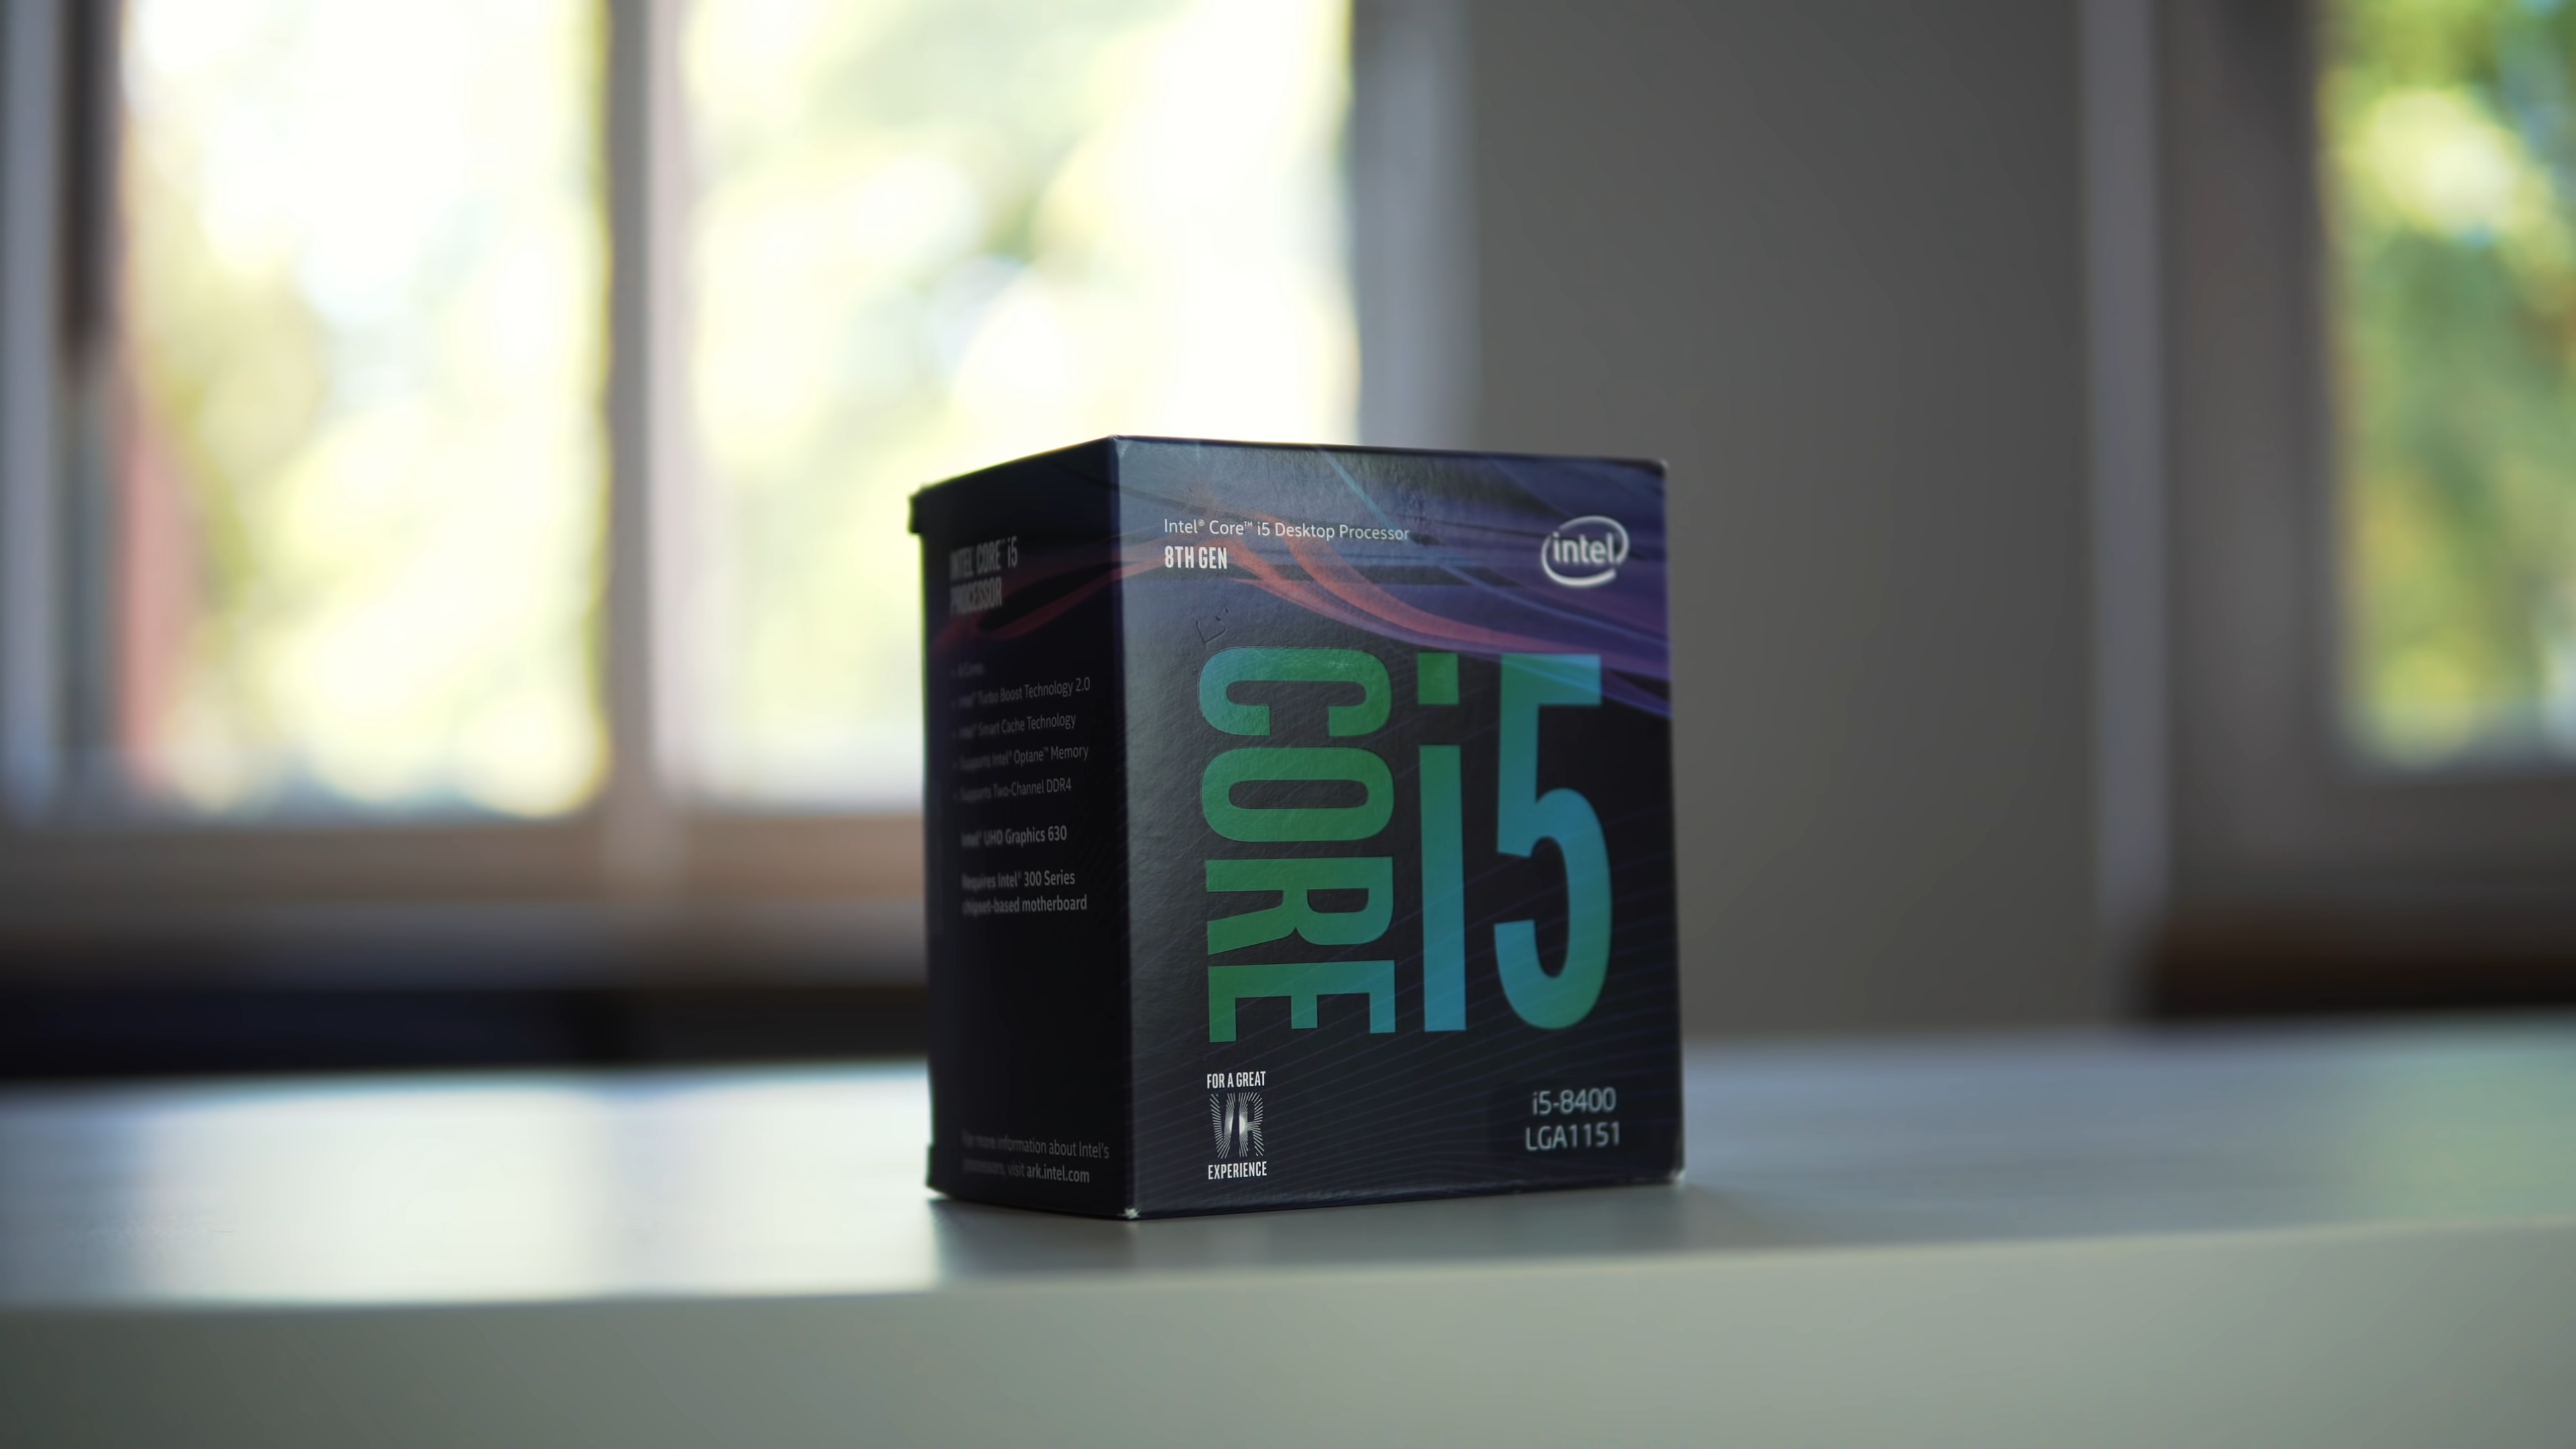 Intel® Core™ i5 Desktop Processor
8TH GEN
intel
CORE i5
FOR A GREAT
VR
EXPERIENCE
i5-8400
LGA1151
INTEL CORE™ i5
PROCESSOR
Intel® Turbo Boost Technology 2.0
Intel® Smart Cache Technology
Supports Intel® Optane™ Memory
Supports Two-Channel DDR4
Intel® UHD Graphics 630
Requires Intel® 300 Series
chipset-based motherboard
For more information about Intel's
processors, visit ark.intel.com